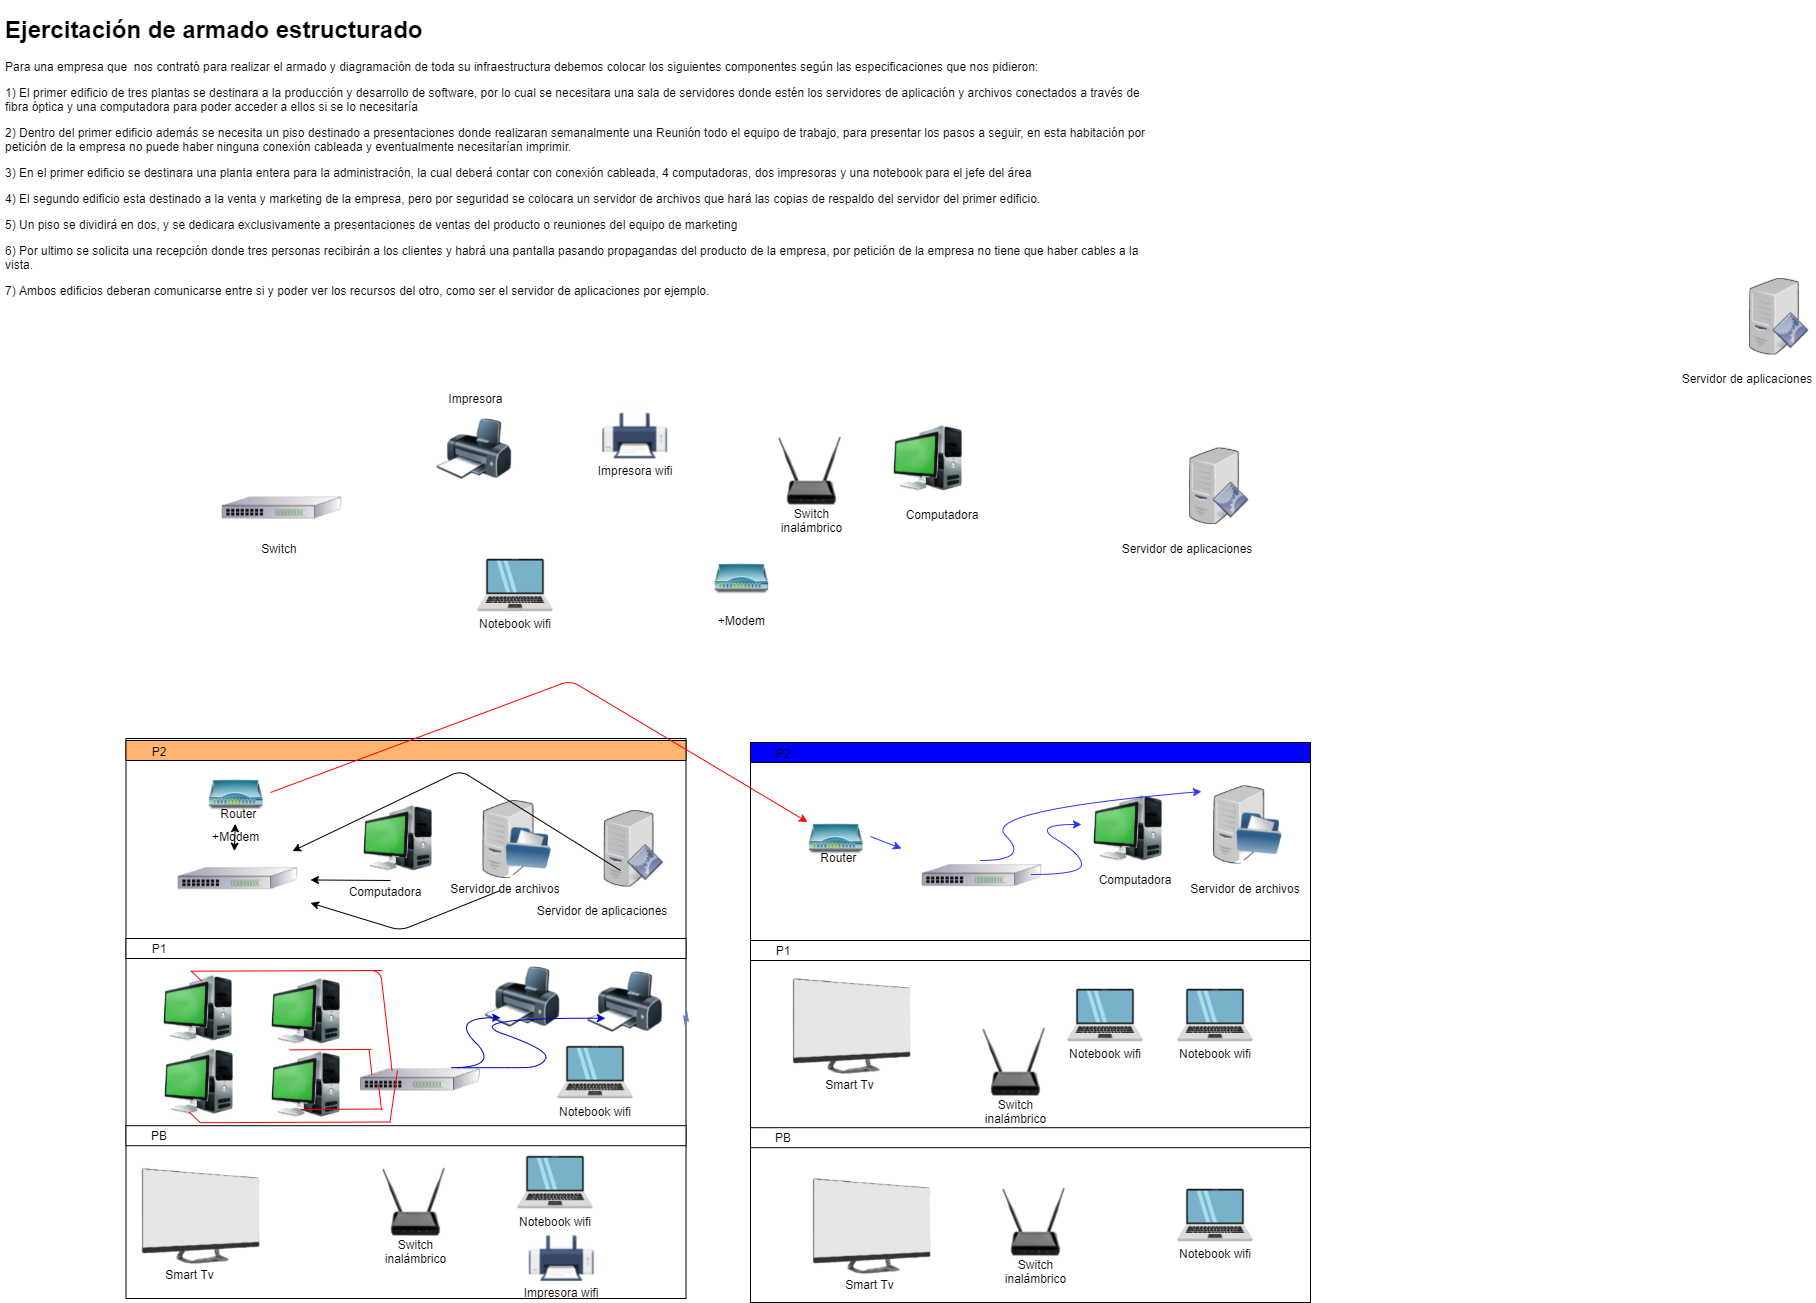 Ejercitación de armado estructurado
Para una empresa que  nos contrató para realizar el armado y diagramación de toda su infraestructura debemos colocar los siguientes componentes según las especificaciones que nos pidieron:
1) El primer edificio de tres plantas se destinara a la producción y desarrollo de software, por lo cual se necesitara una sala de servidores donde estén los servidores de aplicación y archivos conectados a través de
fibra óptica y una computadora para poder acceder a ellos si se lo necesitaría
2) Dentro del primer edificio además se necesita un piso destinado a presentaciones donde realizaran semanalmente una Reunión todo el equipo de trabajo, para presentar los pasos a seguir, en esta habitación por
petición de la empresa no puede haber ninguna conexión cableada y eventualmente necesitarían imprimir.
3) En el primer edificio se destinara una planta entera para la administración, la cual deberá contar con conexión cableada, 4 computadoras, dos impresoras y una notebook para el jefe del área
4) El segundo edificio esta destinado a la venta y marketing de la empresa, pero por seguridad se colocara un servidor de archivos que hará las copias de respaldo del servidor del primer edificio.
5) Un piso se dividirá en dos, y se dedicara exclusivamente a presentaciones de ventas del producto o reuniones del equipo de marketing
6) Por ultimo se solicita una recepción donde tres personas recibirán a los clientes y habrá una pantalla pasando propagandas del producto de la empresa, por petición de la empresa no tiene que haber cables a la
vista.
7) Ambos edificios deberan comunicarse entre si y poder ver los recursos del otro, como ser el servidor de aplicaciones por ejemplo.
Servidor de aplicaciones
Impresora
Impresora wifi
Switch
inalámbrico
Computadora
Switch
Servidor de aplicaciones
Notebook wifi
+Modem
P2
Router
+Modem
Computadora
Servidor de archivos
Servidor de aplicaciones
P1
Notebook wifi
PB
Smart Tv
Switch
inalámbrico
Notebook wifi
Impresora wifi
P2
Router
Computadora
Servidor de archivos
P1
Smart Tv
Switch
inalámbrico
Notebook wifi
Notebook wifi
PB
Smart Tv
Switch
inalámbrico
Notebook wifi